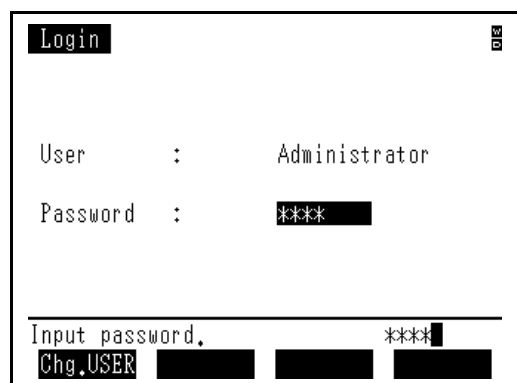 Login W/D
User : Administrator
Password : ****
Input password. ****
Chg.USER